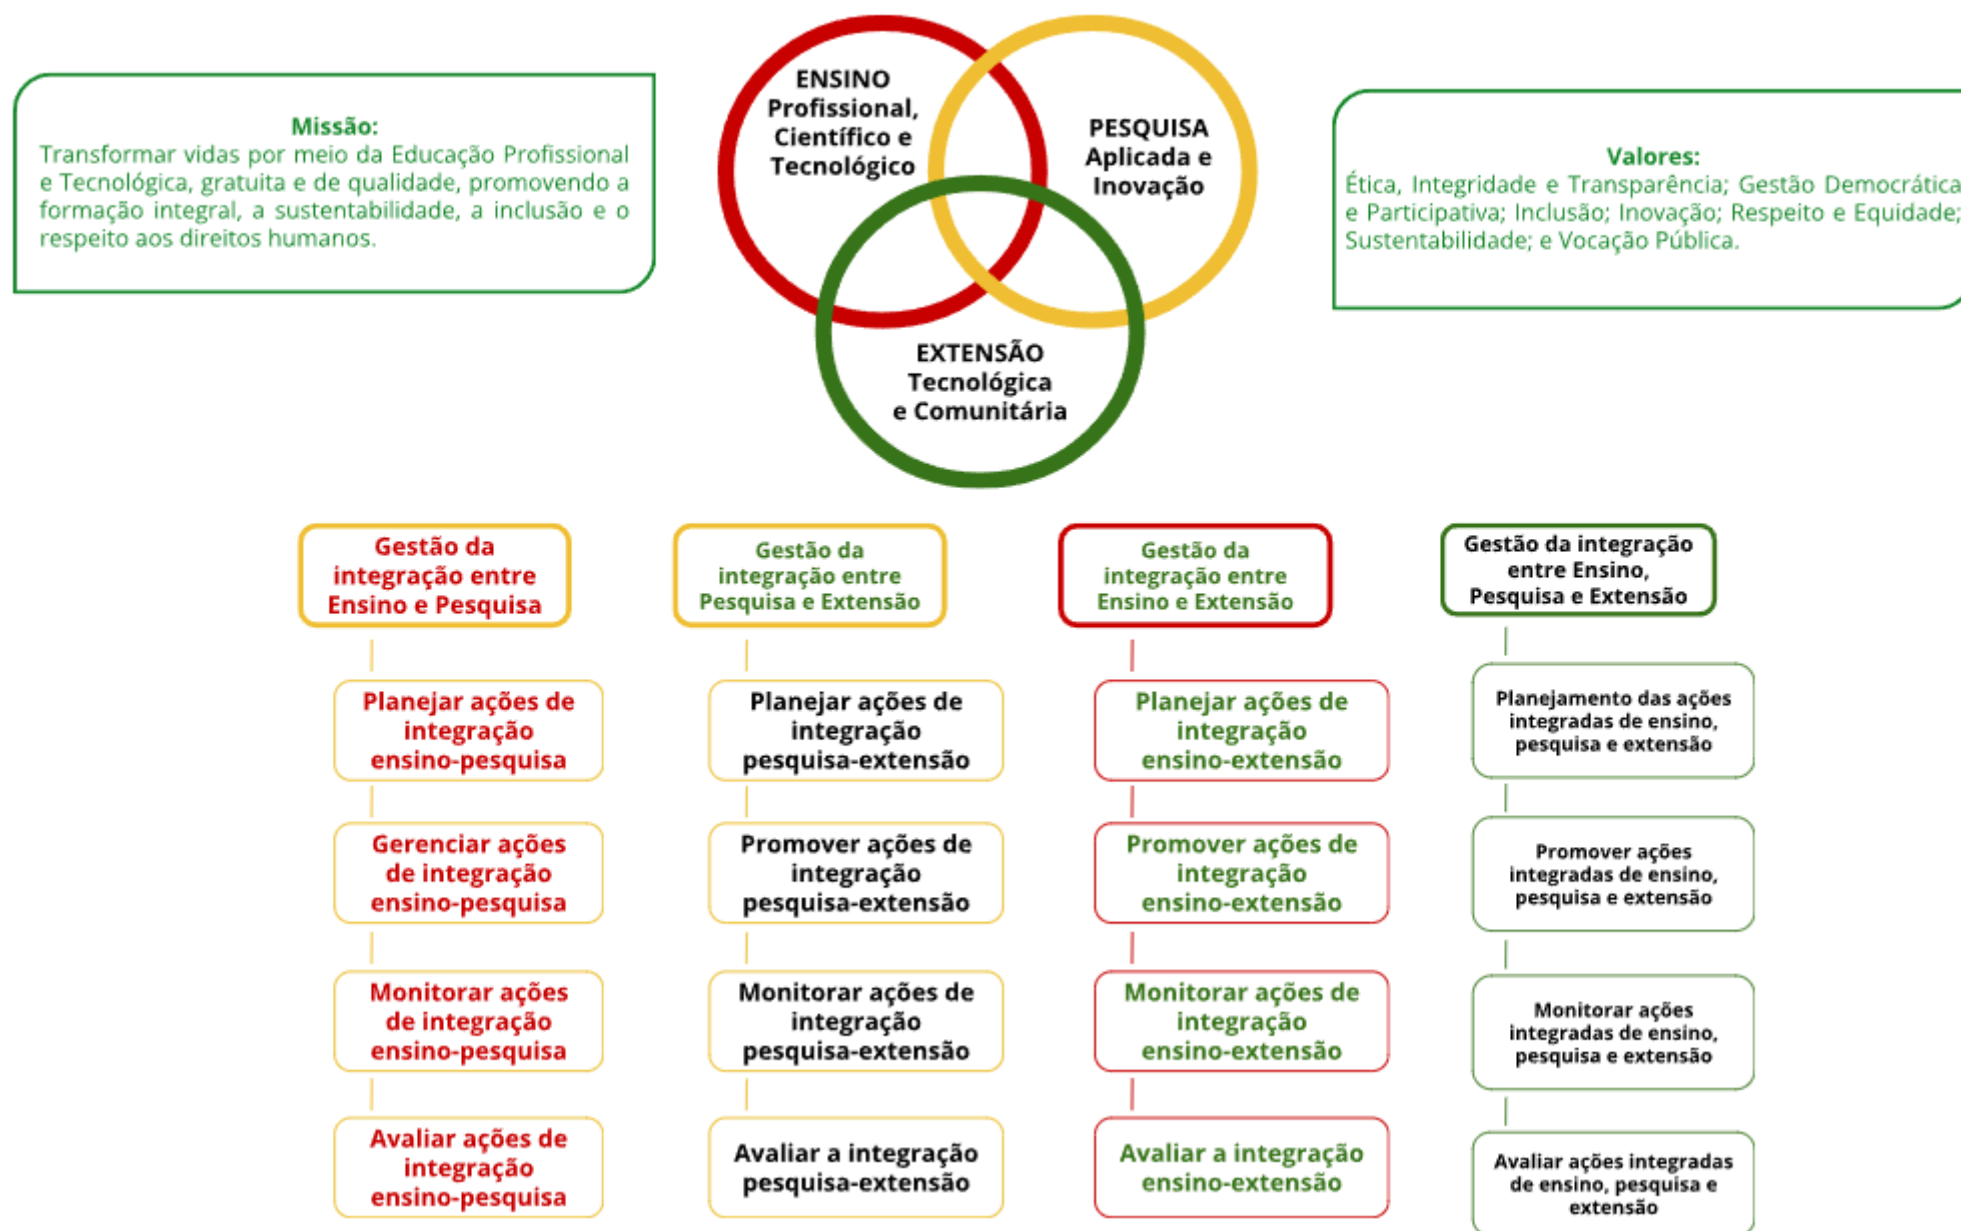 Missão:
Transformar vidas por meio da Educação Profissional
e Tecnológica, gratuita e de qualidade, promovendo a
formação integral, a sustentabilidade, a inclusão e o
respeito aos direitos humanos.
ENSINO
Profissional,
Científico e
Tecnológico
PESQUISA
Aplicada e
Inovação
EXTENSÃO
Tecnológica
e Comunitária
Valores:
Ética, Integridade e Transparência; Gestão Democrática
e Participativa; Inclusão; Inovação; Respeito e Equidade;
Sustentabilidade; e Vocação Pública.
Gestão da
integração entre
Ensino e Pesquisa
Planejar ações de
integração
ensino-pesquisa
Gerenciar ações
de integração
ensino-pesquisa
Monitorar ações
de integração
ensino-pesquisa
Avaliar ações de
integração
ensino-pesquisa
Gestão da
integração entre
Pesquisa e Extensão
Planejar ações de
integração
pesquisa-extensão
Promover ações de
integração
pesquisa-extensão
Monitorar ações de
integração
pesquisa-extensão
Avaliar a integração
pesquisa-extensão
Gestão da
integração entre
Ensino e Extensão
Planejar ações de
integração
ensino-extensão
Promover ações de
integração
ensino-extensão
Monitorar ações de
integração
ensino-extensão
Avaliar a integração
ensino-extensão
Gestão da integração
entre Ensino,
Pesquisa e Extensão
Planejamento das ações
integradas de ensino,
pesquisa e extensão
Promover ações
integradas de ensino,
pesquisa e extensão
Monitorar ações
integradas de ensino,
pesquisa e extensão
Avaliar ações integradas
de ensino, pesquisa e
extensão